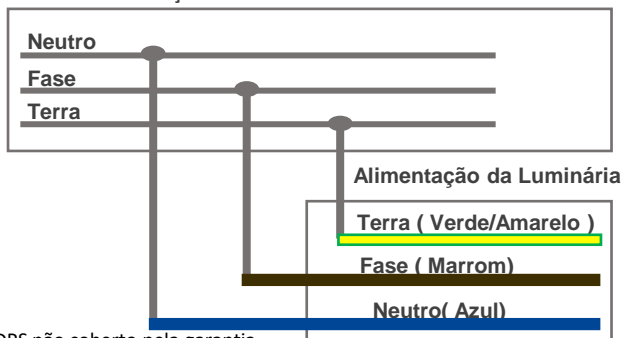 Neutro
Fase
Terra
Alimentação da Luminária
Terra ( Verde/Amarelo )
Fase ( Marrom)
Neutro( Azul)